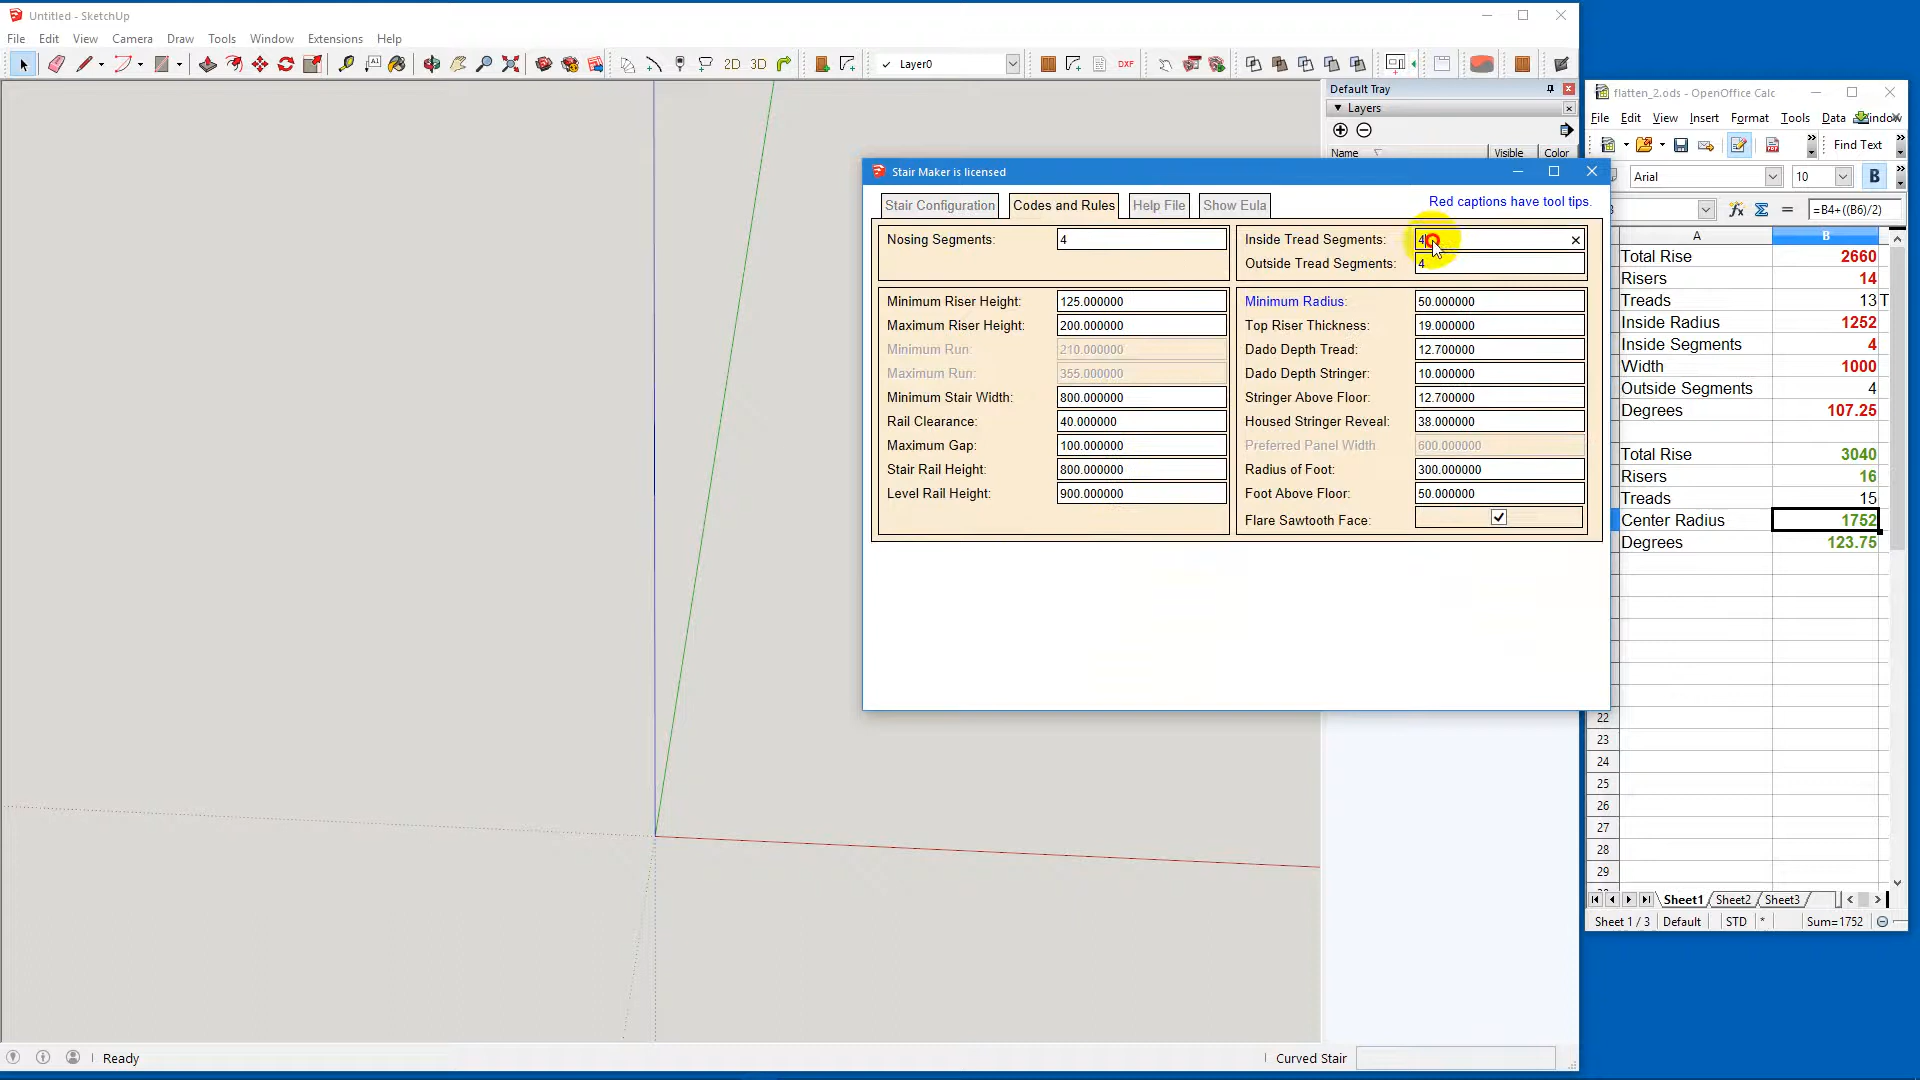 Untitled - SketchUp
File Edit View Camera Draw Tools Window Extensions Help
A1 2D 3D Layer0 DXF
Default Tray
Layers
Name Visible Color
Stair Maker is licensed
Stair Configuration Codes and Rules Help File Show Eula Red captions have tool tips.
Nosing Segments: 4
Inside Tread Segments: 4
Outside Tread Segments: 4
Minimum Riser Height: 125.000000
Maximum Riser Height: 200.000000
Minimum Run: 210.000000
Maximum Run: 355.000000
Minimum Stair Width: 800.000000
Rail Clearance: 40.000000
Maximum Gap: 100.000000
Stair Rail Height: 800.000000
Level Rail Height: 900.000000
Minimum Radius: 50.000000
Top Riser Thickness: 19.000000
Dado Depth Tread: 12.700000
Dado Depth Stringer: 10.000000
Stringer Above Floor: 12.700000
Housed Stringer Reveal: 38.000000
Preferred Panel Width 600.000000
Radius of Foot: 300.000000
Foot Above Floor: 50.000000
Flare Sawtooth Face:
Ready
Curved Stair
flatten_2.ods - OpenOffice Calc
File Edit View Insert Format Tools Data Window
Find Text
Arial 10 B
=B4+((B6)/2)
A B
Total Rise 2660
Risers 14
Treads 13 T
Inside Radius 1252
Inside Segments 4
Width 1000
Outside Segments 4
Degrees 107.25
Total Rise 3040
Risers 16
Treads 15
Center Radius 1752
Degrees 123.75
22
23
24
25
26
27
28
29
Sheet1 Sheet2 Sheet3
Sheet 1 / 3 Default STD * Sum=1752